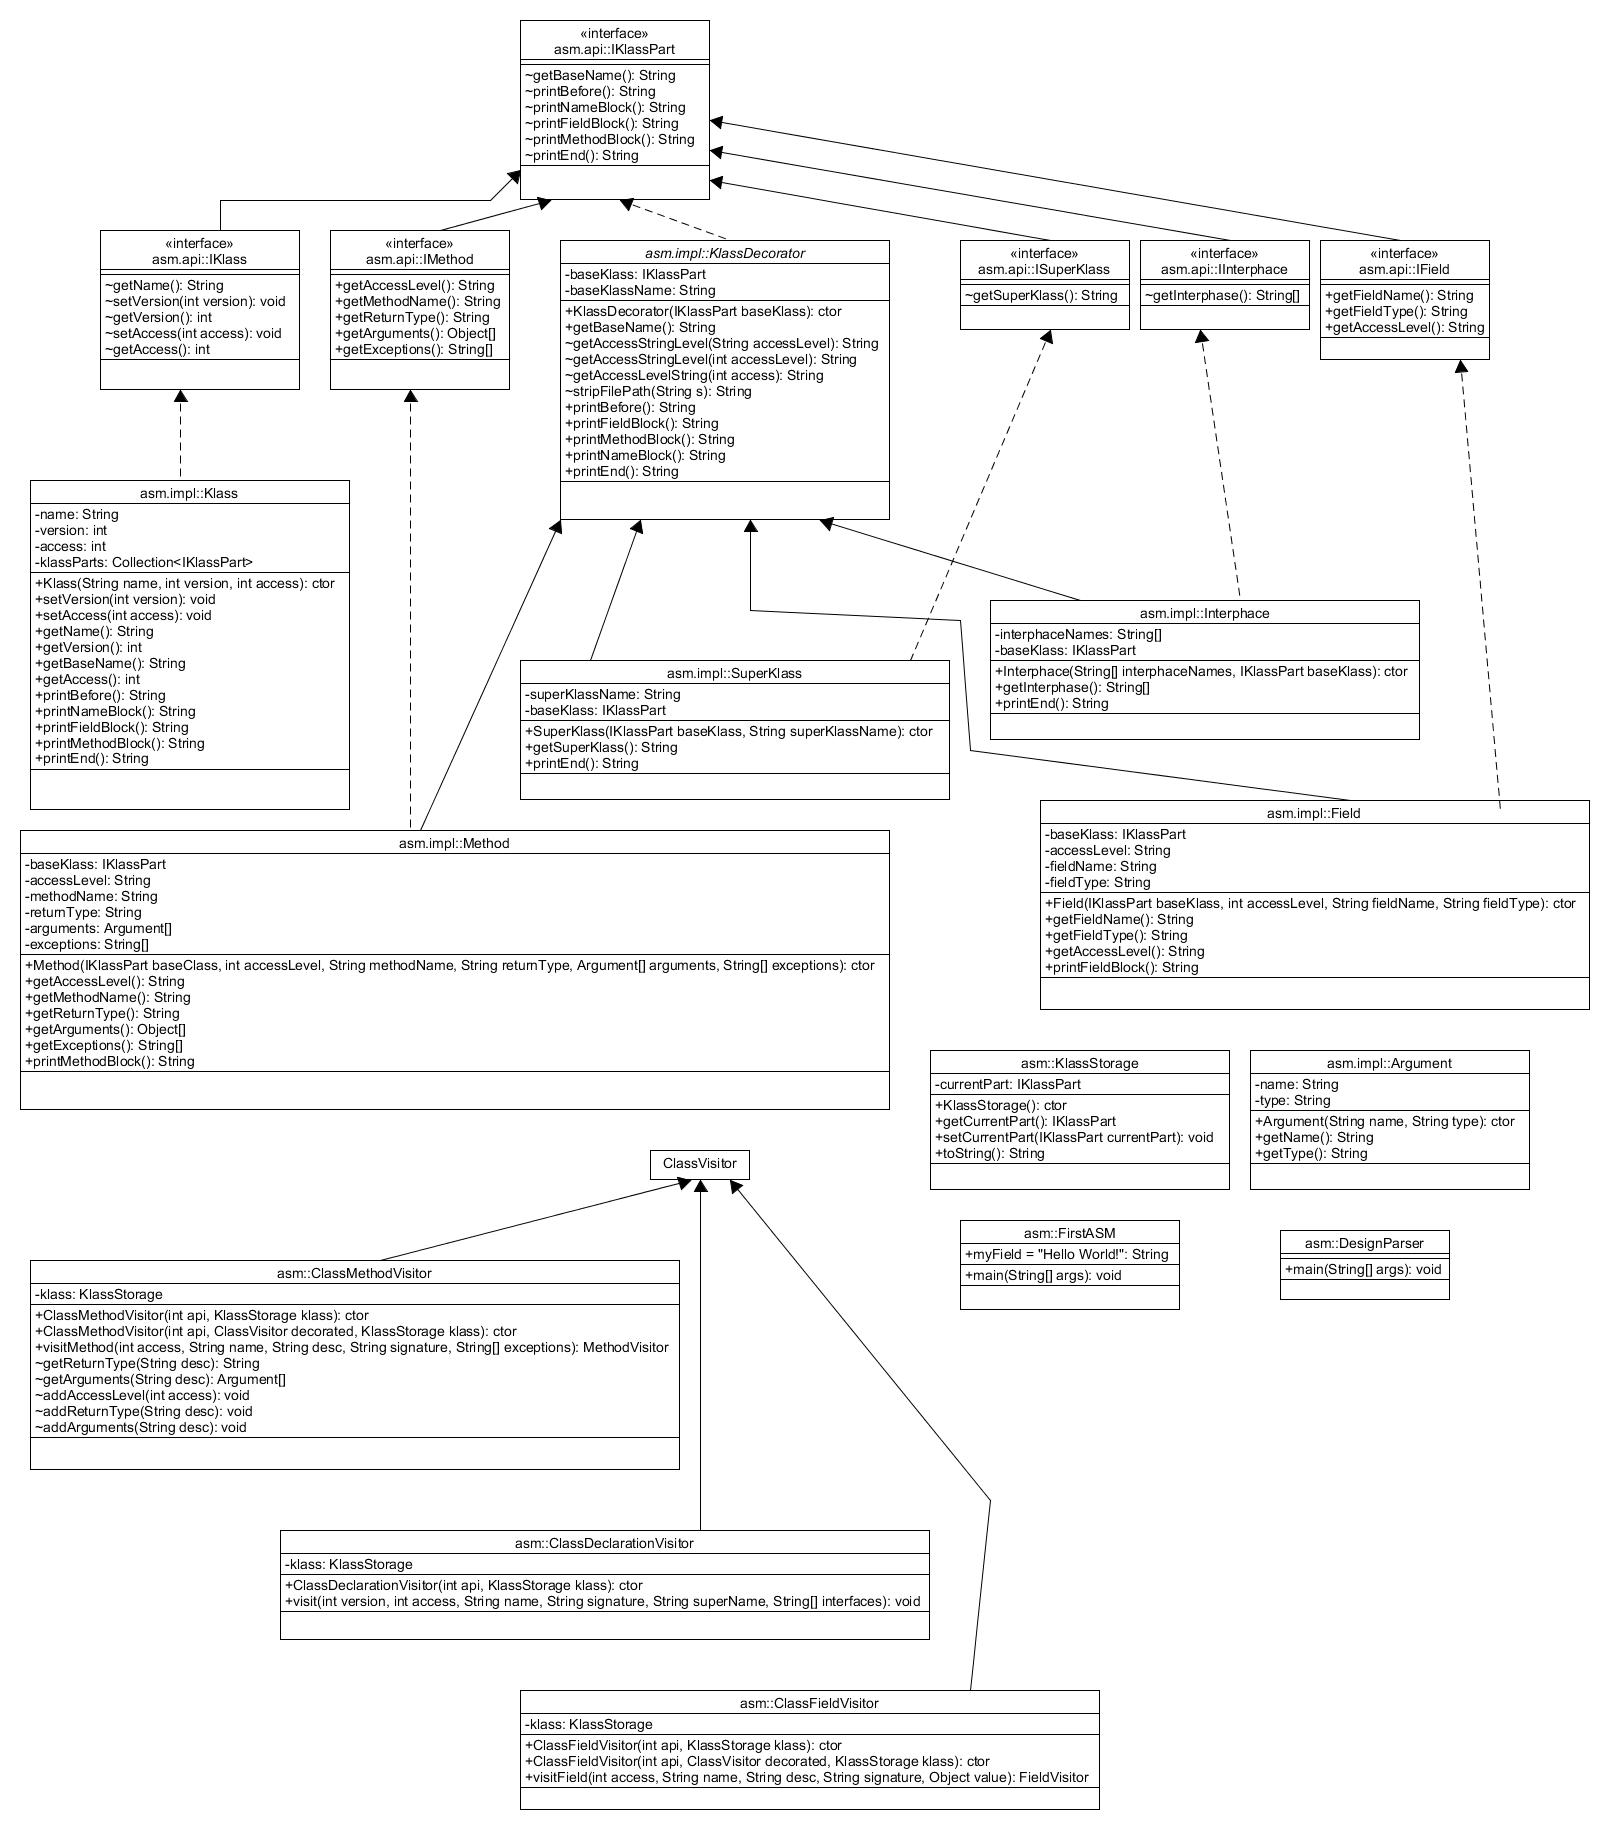 «interface»
asm.api::IKlassPart
~getBaseName(): String
~printBefore(): String
~printNameBlock(): String
~printFieldBlock(): String
~printMethodBlock(): String
~printEnd(): String
«interface»
asm.api::IKlass
~getName(): String
~setVersion(int version): void
~getVersion(): int
~setAccess(int access): void
~getAccess(): int
«interface»
asm.api::IMethod
+getAccessLevel(): String
+getMethodName(): String
+getReturnType(): String
+getArguments(): Object[]
+getExceptions(): String[]
asm.impl::KlassDecorator
-baseKlass: IKlassPart
-baseKlassName: String
+KlassDecorator(IKlassPart baseKlass): ctor
+getBaseName(): String
~getAccessStringLevel(String accessLevel): String
~getAccessStringLevel(int accessLevel): String
~getAccessLevelString(int access): String
~stripFilePath(String s): String
+printBefore(): String
+printFieldBlock(): String
+printMethodBlock(): String
+printNameBlock(): String
+printEnd(): String
«interface»
asm.api::ISuperKlass
~getSuperKlass(): String
«interface»
asm.api::IInterphace
~getInterphase(): String[]
«interface»
asm.api::IField
+getFieldName(): String
+getFieldType(): String
+getAccessLevel(): String
asm.impl::Klass
-name: String
-version: int
-access: int
-klassParts: Collection<IKlassPart>
+Klass(String name, int version, int access): ctor
+setVersion(int version): void
+setAccess(int access): void
+getName(): String
+getVersion(): int
+getBaseName(): String
+getAccess(): int
+printBefore(): String
+printNameBlock(): String
+printFieldBlock(): String
+printMethodBlock(): String
+printEnd(): String
asm.impl::SuperKlass
-superKlassName: String
-baseKlass: IKlassPart
+SuperKlass(IKlassPart baseKlass, String superKlassName): ctor
+getSuperKlass(): String
+printEnd(): String
asm.impl::Interphace
-interphaceNames: String[]
-baseKlass: IKlassPart
+Interphace(String[] interphaceNames, IKlassPart baseKlass): ctor
+getInterphase(): String[]
+printEnd(): String
asm.impl::Method
-baseKlass: IKlassPart
-accessLevel: String
-methodName: String
-returnType: String
-arguments: Argument[]
-exceptions: String[]
+Method(IKlassPart baseClass, int accessLevel, String methodName, String returnType, Argument[] arguments, String[] exceptions): ctor
+getAccessLevel(): String
+getMethodName(): String
+getReturnType(): String
+getArguments(): Object[]
+getExceptions(): String[]
+printMethodBlock(): String
asm.impl::Field
-baseKlass: IKlassPart
-accessLevel: String
-fieldName: String
-fieldType: String
+Field(IKlassPart baseKlass, int accessLevel, String fieldName, String fieldType): ctor
+getFieldName(): String
+getFieldType(): String
+getAccessLevel(): String
+printFieldBlock(): String
asm::KlassStorage
-currentPart: IKlassPart
+KlassStorage(): ctor
+getCurrentPart(): IKlassPart
+setCurrentPart(IKlassPart currentPart): void
+toString(): String
asm.impl::Argument
-name: String
-type: String
+Argument(String name, String type): ctor
+getName(): String
+getType(): String
ClassVisitor
asm::FirstASM
+myField = "Hello World!": String
+main(String[] args): void
asm::DesignParser
+main(String[] args): void
asm::ClassMethodVisitor
-klass: KlassStorage
+ClassMethodVisitor(int api, KlassStorage klass): ctor
+ClassMethodVisitor(int api, ClassVisitor decorated, KlassStorage klass): ctor
+visitMethod(int access, String name, String desc, String signature, String[] exceptions): MethodVisitor
~getReturnType(String desc): String
~getArguments(String desc): Argument[]
~addAccessLevel(int access): void
~addReturnType(String desc): void
~addArguments(String desc): void
asm::ClassDeclarationVisitor
-klass: KlassStorage
+ClassDeclarationVisitor(int api, KlassStorage klass): ctor
+visit(int version, int access, String name, String signature, String superName, String[] interfaces): void
asm::ClassFieldVisitor
-klass: KlassStorage
+ClassFieldVisitor(int api, KlassStorage klass): ctor
+ClassFieldVisitor(int api, ClassVisitor decorated, KlassStorage klass): ctor
+visitField(int access, String name, String desc, String signature, Object value): FieldVisitor